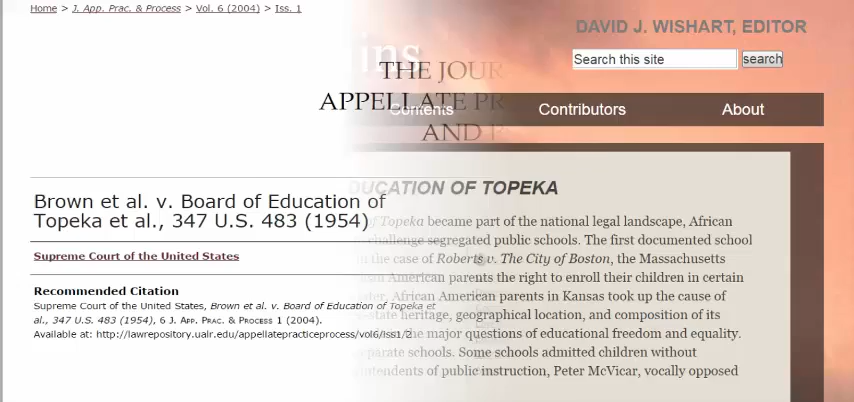 Home > J. App. Prac. & Process > Vol. 6 (2004) > Iss. 1
DAVID J. WISHART, EDITOR
Search this site
search
THE JOUR
APPELLATE PR
AND P
Contents
Contributors
About
Brown et al. v. Board of Education of
Topeka et al., 347 U.S. 483 (1954)
Supreme Court of the United States
Recommended Citation
Supreme Court of the United States, Brown et al. v. Board of Education of Topeka et
al., 347 U.S. 483 (1954), 6 J. App. Prac. & Process 1 (2004).
Available at: http://lawrepository.ualr.edu/appellatepracticeprocess/vol6/iss1/2
DUCATION OF TOPEKA
of Topeka became part of the national legal landscape, African
challenge segregated public schools. The first documented school
in the case of Roberts v. The City of Boston, the Massachusetts
American parents the right to enroll their children in certain
African American parents in Kansas took up the cause of
state heritage, geographical location, and composition of its
the major questions of educational freedom and equality.
parate schools. Some schools admitted children without
intendents of public instruction, Peter McVicar, vocally opposed